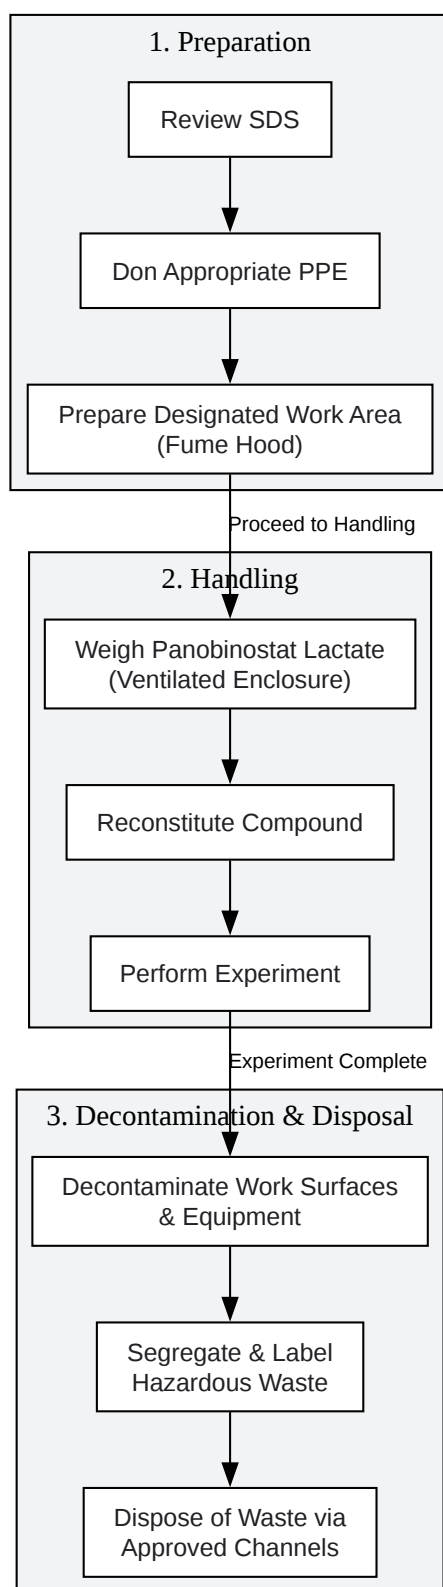 1. Preparation
Review SDS
Don Appropriate PPE
Prepare Designated Work Area
(Fume Hood)
Proceed to Handling
2. Handling
Weigh Panobinostat Lactate
(Ventilated Enclosure)
Reconstitute Compound
Perform Experiment
Experiment Complete
3. Decontamination & Disposal
Decontaminate Work Surfaces
& Equipment
Segregate & Label
Hazardous Waste
Dispose of Waste via
Approved Channels